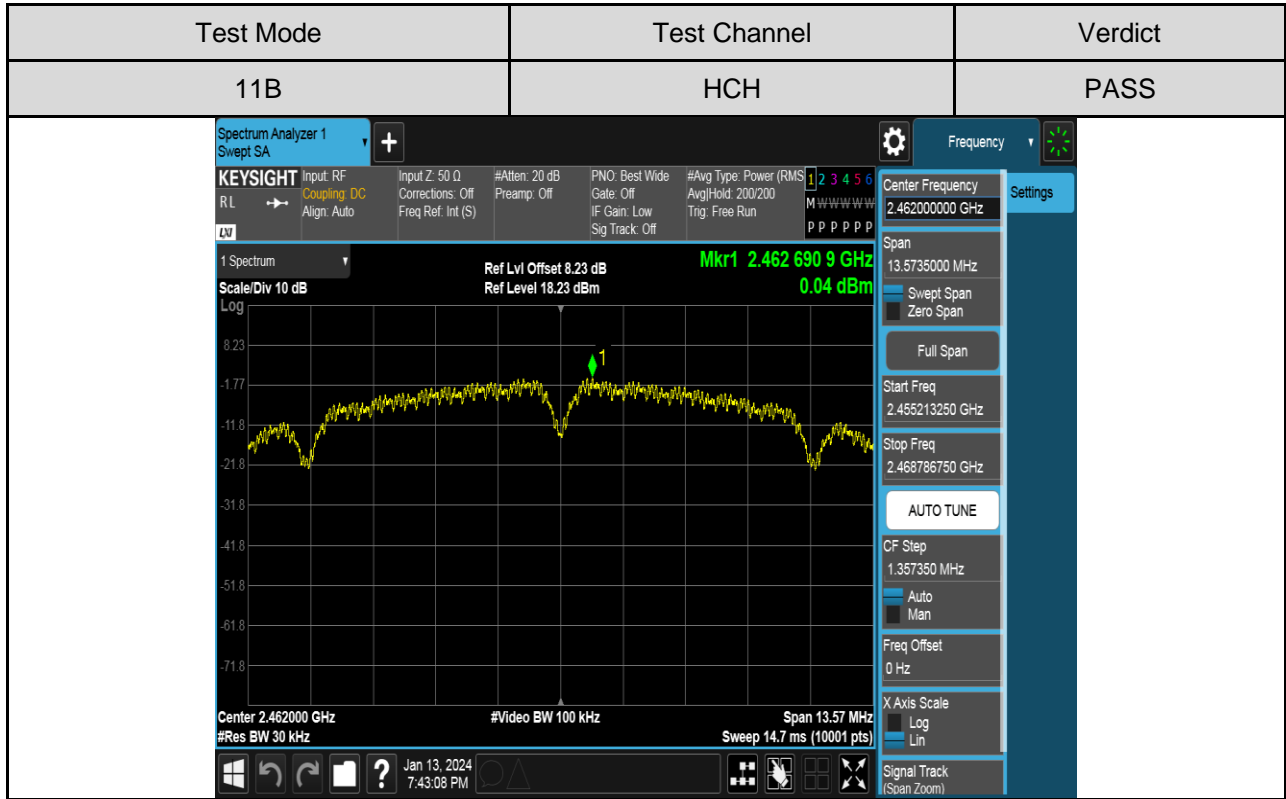 Test Mode Test Channel Verdict
11B HCH PASS
Spectrum Analyzer 1
Swept SA
+
Frequency
KEYSIGHT
RL
LXI
Input: RF
Coupling: DC
Align: Auto
Input Z: 50 Ω
Corrections: Off
Freq Ref: Int (S)
#Atten: 20 dB
Preamp: Off
PNO: Best Wide
Gate: Off
IF Gain: Low
Sig Track: Off
#Avg Type: Power (RMS
Avg|Hold: 200/200
Trig: Free Run
1 2 3 4 5 6
M W W W W W
P P P P P P
1 Spectrum
Scale/Div 10 dB
Ref Lvl Offset 8.23 dB
Ref Level 18.23 dBm
Mkr1 2.462 690 9 GHz
0.04 dBm
Log
8.23
-1.77
-11.8
-21.8
-31.8
-41.8
-51.8
-61.8
-71.8
1
Center 2.462000 GHz
#Res BW 30 kHz
#Video BW 100 kHz
Span 13.57 MHz
Sweep 14.7 ms (10001 pts)
Center Frequency
2.462000000 GHz
Span
13.5735000 MHz
Swept Span
Zero Span
Full Span
Start Freq
2.455213250 GHz
Stop Freq
2.468786750 GHz
AUTO TUNE
CF Step
1.357350 MHz
Auto
Man
Freq Offset
0 Hz
X Axis Scale
Log
Lin
Signal Track
(Span Zoom)
Settings
?
Jan 13, 2024
7:43:08 PM